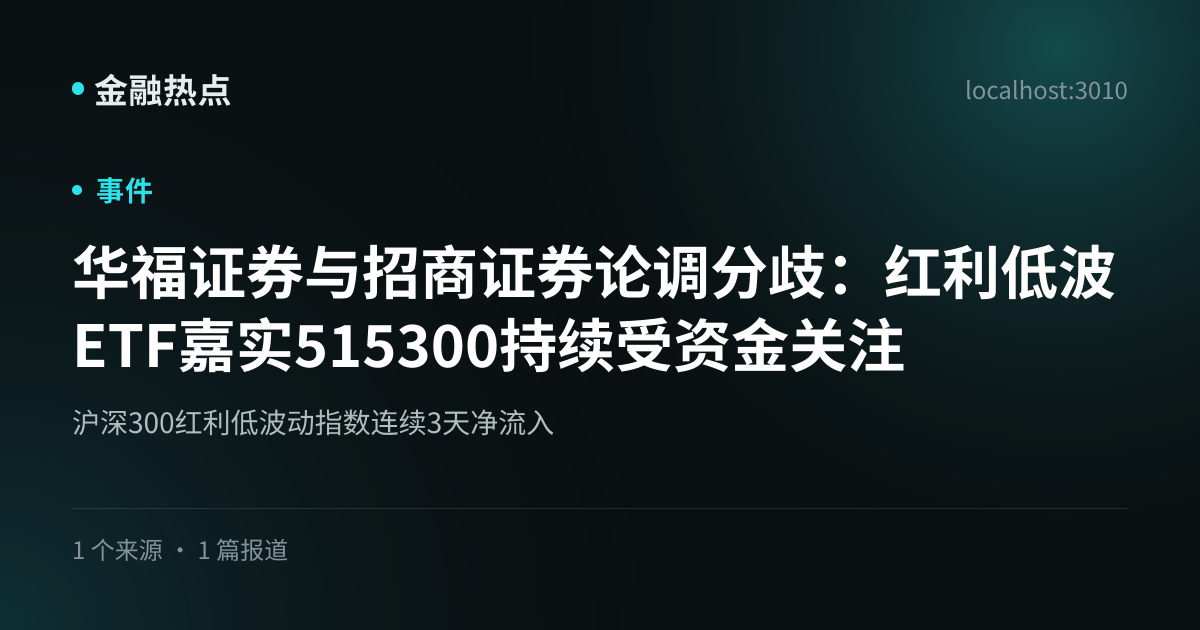 金融热点
localhost:3010
事件
华福证券与招商证券论调分歧：红利低波
ETF嘉实515300持续受资金关注
沪深300红利低波动指数连续3天净流入
1 个来源 · 1 篇报道